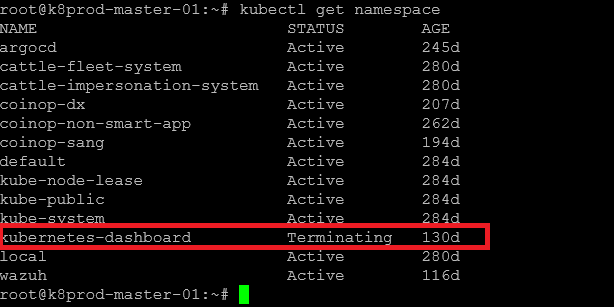 root@k8prod-master-01:~# kubectl get namespace
NAME STATUS AGE
argocd Active 245d
cattle-fleet-system Active 280d
cattle-impersonation-system Active 280d
coinop-dx Active 207d
coinop-non-smart-app Active 262d
coinop-sang Active 194d
default Active 284d
kube-node-lease Active 284d
kube-public Active 284d
kube-system Active 284d
kubernetes-dashboard Terminating 130d
local Active 280d
wazuh Active 116d
root@k8prod-master-01:~#